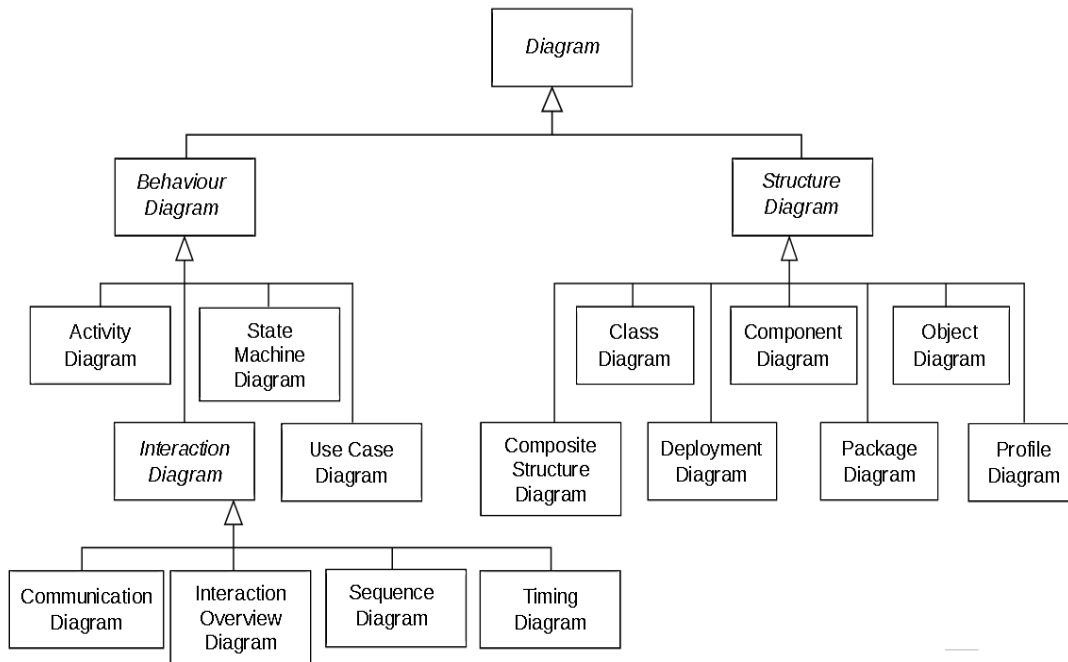 Diagram
Behaviour
Diagram
Structure
Diagram
Activity
Diagram
State
Machine
Diagram
Class
Diagram
Component
Diagram
Object
Diagram
Interaction
Diagram
Use Case
Diagram
Composite
Structure
Diagram
Deployment
Diagram
Package
Diagram
Profile
Diagram
Communication
Diagram
Interaction
Overview
Diagram
Sequence
Diagram
Timing
Diagram